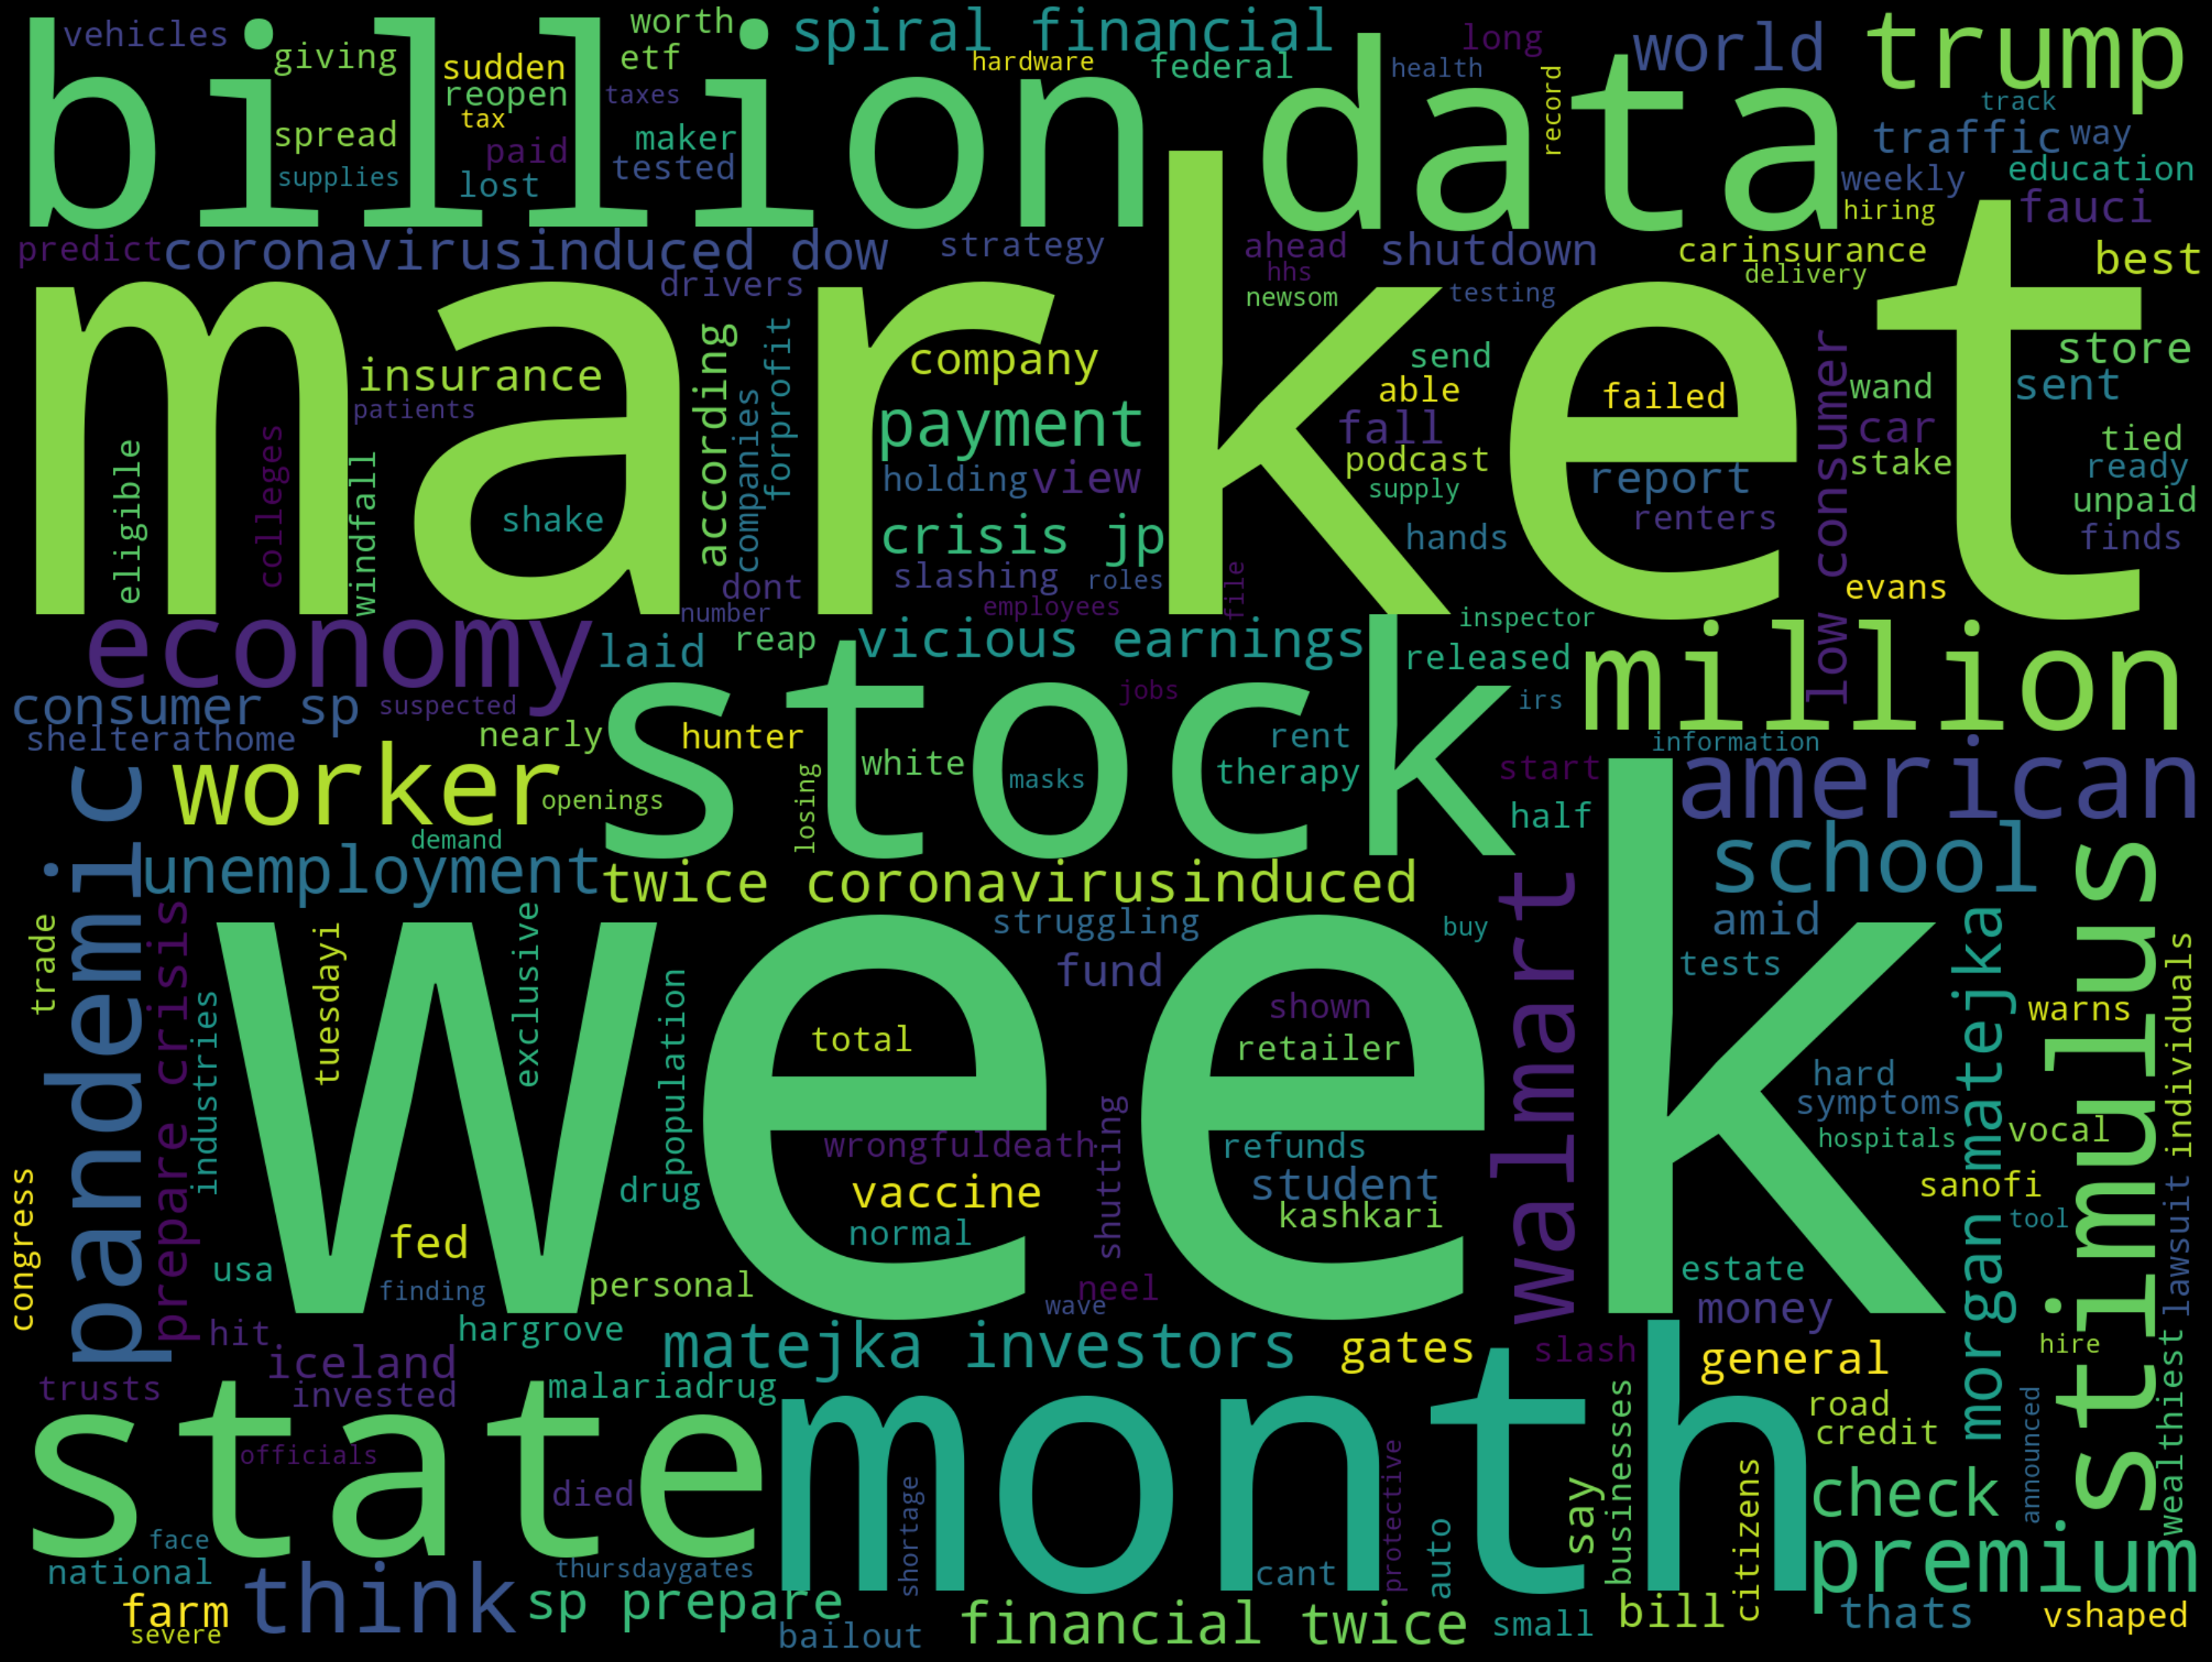 vehicles
giving
sudden
reopen
tax
taxes
worth
etf
spiral financial
hardware
federal
long
health
record
world
trump
track
billion
data
spread
supplies
paid
lost
maker
tested
traffic
way
weekly
education
hiring
fauci
predict
coronavirusinduced dow
drivers
strategy
ahead
hhs
newsom
shutdown
testing
carinsurance
delivery
best
market
insurance
patients
eligible
colleges
windfall
shake
according
companies
forprofit
company
payment
holding
view
crisis jp
slashing
roles
employees
file
dont
number
send
able
fall
podcast
supply
hands
failed
report
renters
low consumer
wand
car
stake
store
sent
tied
ready
unpaid
finds
evans
economy
laid
reap
vicious earnings
released
inspector
irs
million
consumer sp
suspected
shelterathome
nearly
hunter
jobs
stock
white
masks
losing
rent
therapy
start
half
information
american
worker
openings
demand
pandemic
unemployment
twice coronavirusinduced
walmart
school
amid
tests
stimulus
trade
prepare crisis
industries
tuesdayi
exclusive
population
struggling
fund
buy
week
total
shown
retailer
matejka
morgan
warns
individuals
hard
symptoms
hospitals
vocal
wrongfuldeath
shutting
refunds
student
kashkari
drug
vaccine
normal
sanofi
tool
lawsuit
congress
usa
fed
finding
personal
neel
wave
estate
money
hit
hargrove
iceland
invested
trusts
malariadrug
matejka investors
gates
slash
general
hire
wealthiest
road
credit
announced
state
officials
died
month
shortage
protective
say
businesses
citizens
check
premium
face
national
farm
severe
think
thursdaygates
sp prepare
bailout
cant
auto
financial twice
small
bill
thats
vshaped